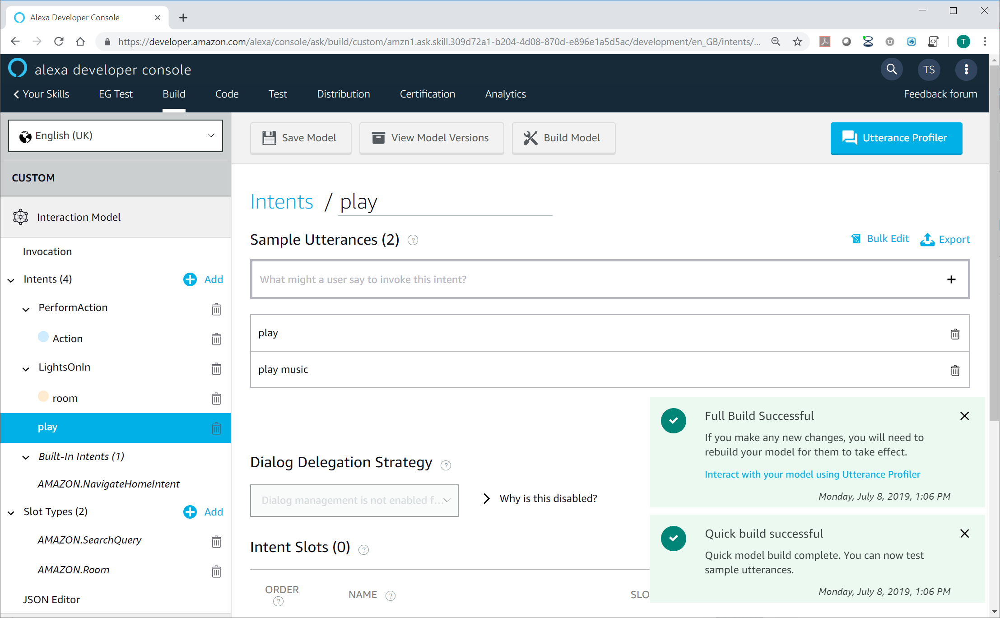 Alexa Developer Console
https://developer.amazon.com/alexa/console/ask/build/custom/amzn1.ask.skill.309d72a1-b204-4d08-870d-e896e1a5d5ac/development/en_GB/intents/...
T
alexa developer console
TS
Your Skills
EG Test
Build
Code
Test
Distribution
Certification
Analytics
Feedback forum
English (UK)
Save Model
View Model Versions
Build Model
Utterance Profiler
CUSTOM
Interaction Model
Invocation
Intents (4)
Add
PerformAction
Action
LightsOnIn
room
play
Built-In Intents (1)
AMAZON.NavigateHomeIntent
Slot Types (2)
Add
AMAZON.SearchQuery
AMAZON.Room
JSON Editor
Intents / play
Sample Utterances (2) ?
Bulk Edit
Export
What might a user say to invoke this intent?
play
play music
Dialog Delegation Strategy ?
Dialog management is not enabled f...
Why is this disabled?
Intent Slots (0) ?
ORDER ?
NAME ?
SLO
Full Build Successful
If you make any new changes, you will need to
rebuild your model for them to take effect.
Interact with your model using Utterance Profiler
Monday, July 8, 2019, 1:06 PM
Quick build successful
Quick model build complete. You can now test
sample utterances.
Monday, July 8, 2019, 1:06 PM